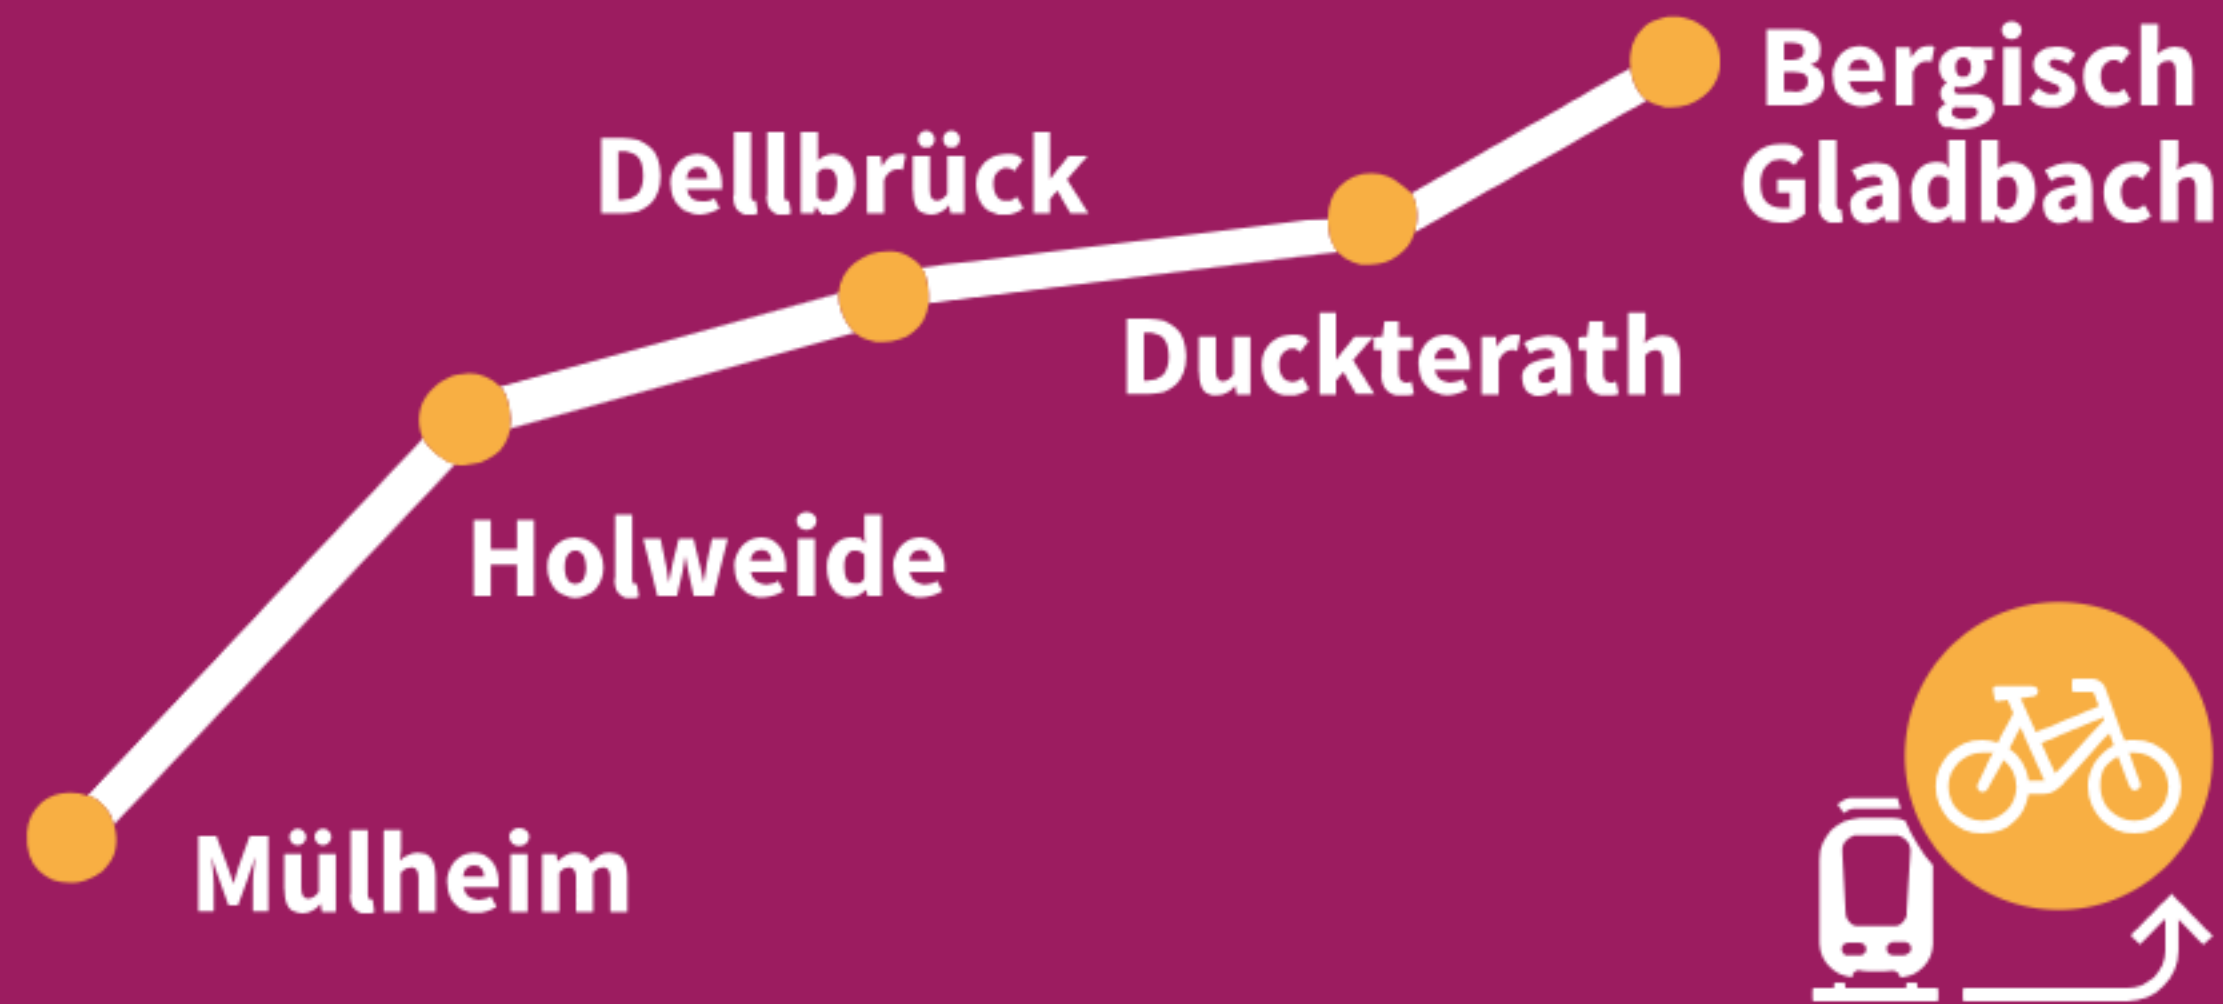 Bergisch
Gladbach
Dellbrück
Duckterath
Holweide
Mülheim